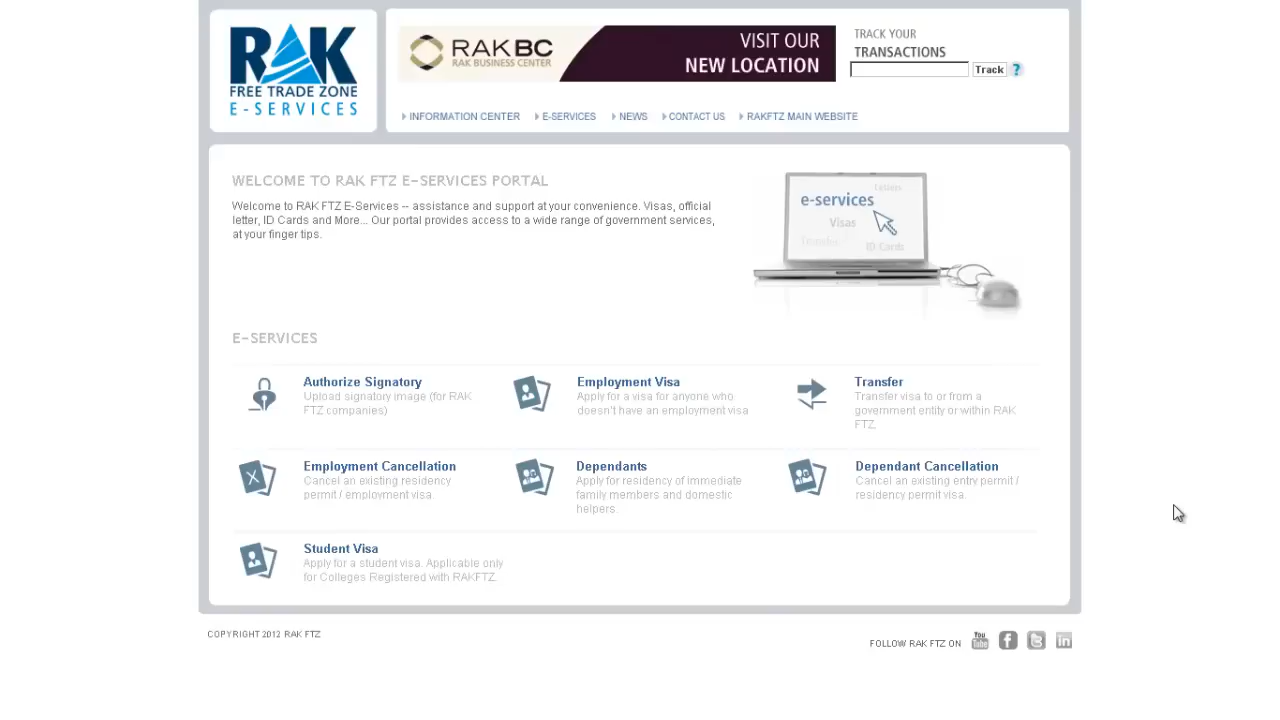 RAK
FREE TRADE ZONE
E-SERVICES
RAKBC
RAK BUSINESS CENTER
VISIT OUR
NEW LOCATION
TRACK YOUR
TRANSACTIONS
Track ?
INFORMATION CENTER E-SERVICES NEWS CONTACT US RAKFTZ MAIN WEBSITE
WELCOME TO RAK FTZ E-SERVICES PORTAL
Welcome to RAK FTZ E-Services -- assistance and support at your convenience. Visas, official
letter, ID Cards and More... Our portal provides access to a wide range of government services,
at your finger tips.
Letters
e-services
Visas
Transfer
ID Cards
E-SERVICES
Authorize Signatory
Upload signatory image (for RAK
FTZ companies)
Employment Visa
Apply for a visa for anyone who
doesn't have an employment visa
Transfer
Transfer visa to or from a
government entity or within RAK
FTZ.
Employment Cancellation
Cancel an existing residency
permit / employment visa.
Dependants
Apply for residency of immediate
family members and domestic
helpers.
Dependant Cancellation
Cancel an existing entry permit /
residency permit visa.
Student Visa
Apply for a student visa. Applicable only
for Colleges Registered with RAKFTZ.
COPYRIGHT 2012 RAK FTZ
FOLLOW RAK FTZ ON You Tube f t in